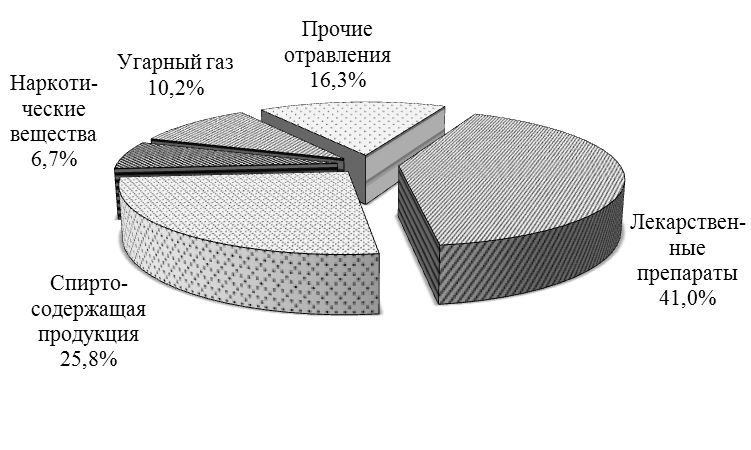 Прочие
отравления
16,3%
Угарный газ
10,2%
Наркоти-
ческие
вещества
6,7%
Лекарствен-
ные
препараты
41,0%
Спирто-
содержащая
продукция
25,8%